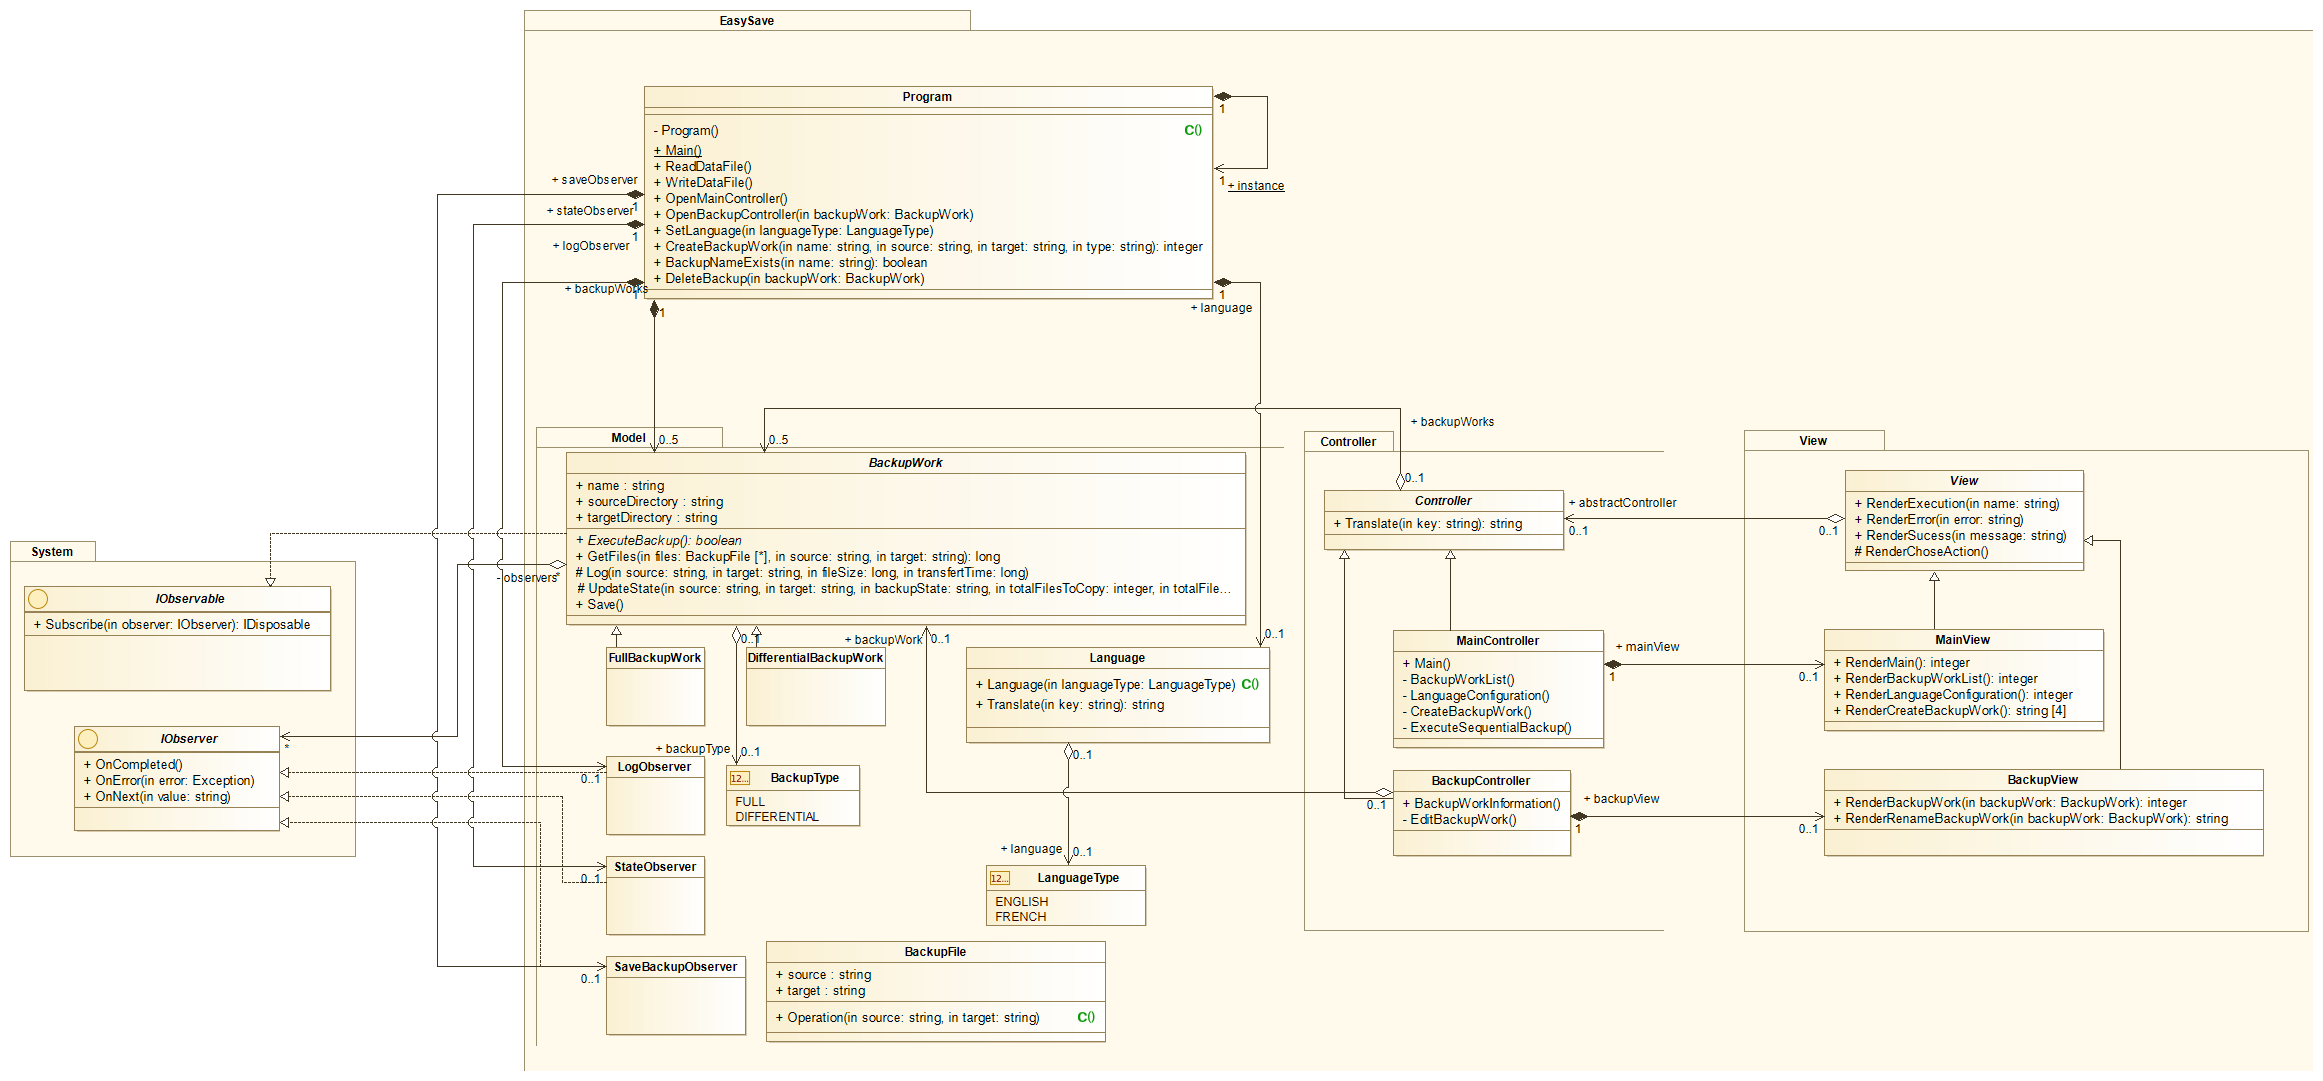 EasySave
Program
- Program()
C()
+ Main()
+ ReadDataFile()
+ WriteDataFile()
+ OpenMainController()
+ OpenBackupController(in backupWork: BackupWork)
+ SetLanguage(in languageType: LanguageType)
+ CreateBackupWork(in name: string, in source: string, in target: string, in type: string): integer
+ BackupNameExists(in name: string): boolean
+ DeleteBackup(in backupWork: BackupWork)
1
1
+ instance
+ saveObserver
1
+ stateObserver
1
+ logObserver
1
+ backupWorks
1
1
+ language
Model
0..5
0..5
+ backupWorks
0..1
BackupWork
+ name : string
+ sourceDirectory : string
+ targetDirectory : string
+ ExecuteBackup(): boolean
+ GetFiles(in files: BackupFile [*], in source: string, in target: string): long
# Log(in source: string, in target: string, in fileSize: long, in transfertTime: long)
# UpdateState(in source: string, in target: string, in backupState: string, in totalFilesToCopy: integer, in totalFile...
+ Save()
- observers
*
System
IObservable
+ Subscribe(in observer: IObserver): IDisposable
IObserver
+ OnCompleted()
+ OnError(in error: Exception)
+ OnNext(in value: string)
*
FullBackupWork
0..1
DifferentialBackupWork
+ backupWork
0..1
0..1
Language
+ Language(in languageType: LanguageType)
C()
+ Translate(in key: string): string
0..1
+ backupType
0..1
BackupType
12...
FULL
DIFFERENTIAL
0..1
LogObserver
0..1
StateObserver
0..1
SaveBackupObserver
+ language
0..1
LanguageType
12...
ENGLISH
FRENCH
BackupFile
+ source : string
+ target : string
+ Operation(in source: string, in target: string)
C()
Controller
Controller
+ Translate(in key: string): string
+ abstractController
0..1
0..1
MainController
+ Main()
- BackupWorkList()
- LanguageConfiguration()
- CreateBackupWork()
- ExecuteSequentialBackup()
+ mainView
1
0..1
BackupController
+ BackupWorkInformation()
- EditBackupWork()
0..1
+ backupView
1
0..1
View
View
+ RenderExecution(in name: string)
+ RenderError(in error: string)
+ RenderSucess(in message: string)
# RenderChoseAction()
MainView
+ RenderMain(): integer
+ RenderBackupWorkList(): integer
+ RenderLanguageConfiguration(): integer
+ RenderCreateBackupWork(): string [4]
BackupView
+ RenderBackupWork(in backupWork: BackupWork): integer
+ RenderRenameBackupWork(in backupWork: BackupWork): string